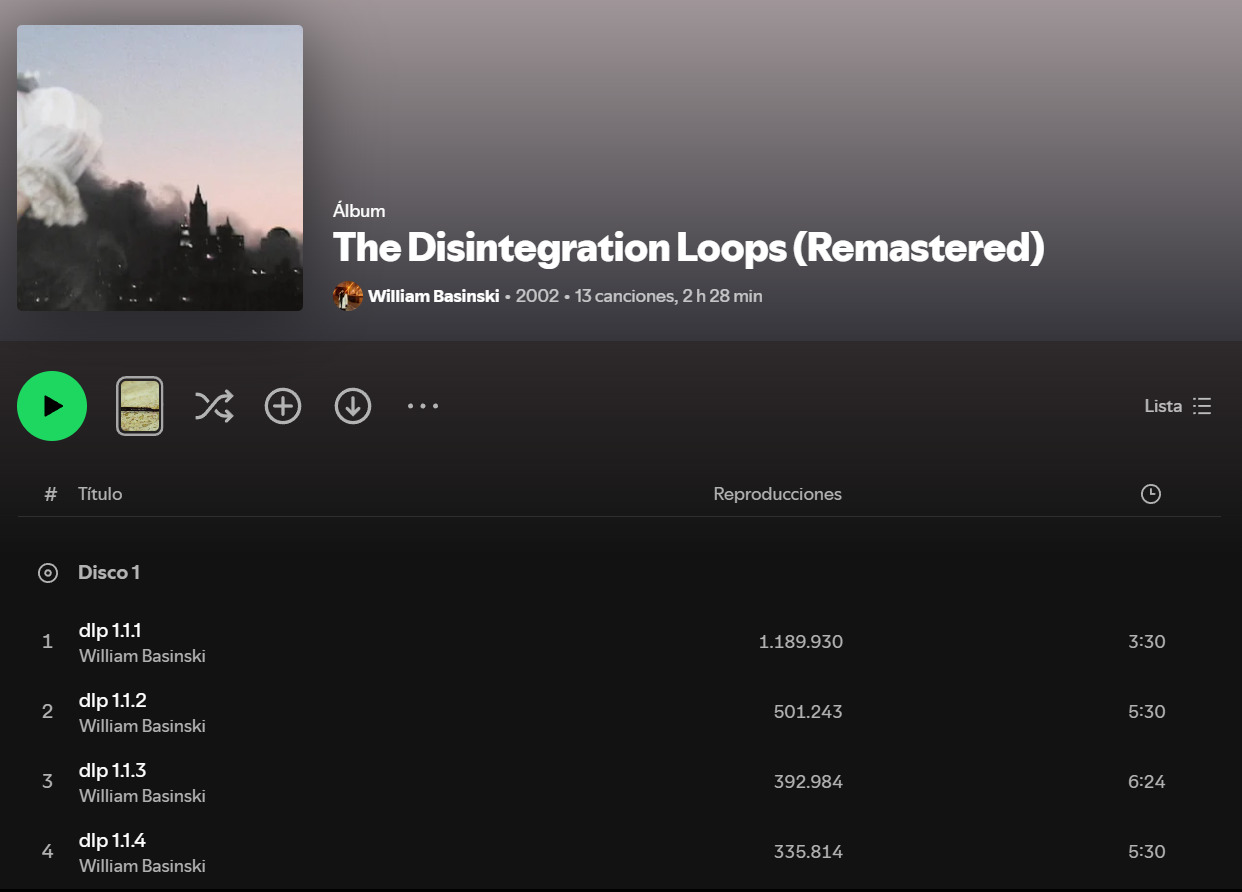 Álbum
The Disintegration Loops (Remastered)
William Basinski • 2002 • 13 canciones, 2 h 28 min
Lista
# Título Reproducciones
Disco 1
1 dlp 1.1.1 1.189.930 3:30
William Basinski
2 dlp 1.1.2 501.243 5:30
William Basinski
3 dlp 1.1.3 392.984 6:24
William Basinski
4 dlp 1.1.4 335.814 5:30
William Basinski